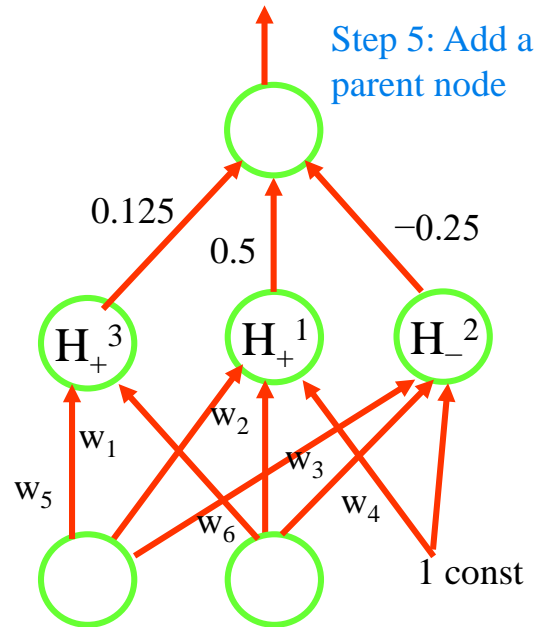 Step 5: Add a
parent node
0.125
0.5
−0.25
H₊³
H₊¹
H₋²
w₁
w₂
w₃
w₅
w₆
w₄
1 const